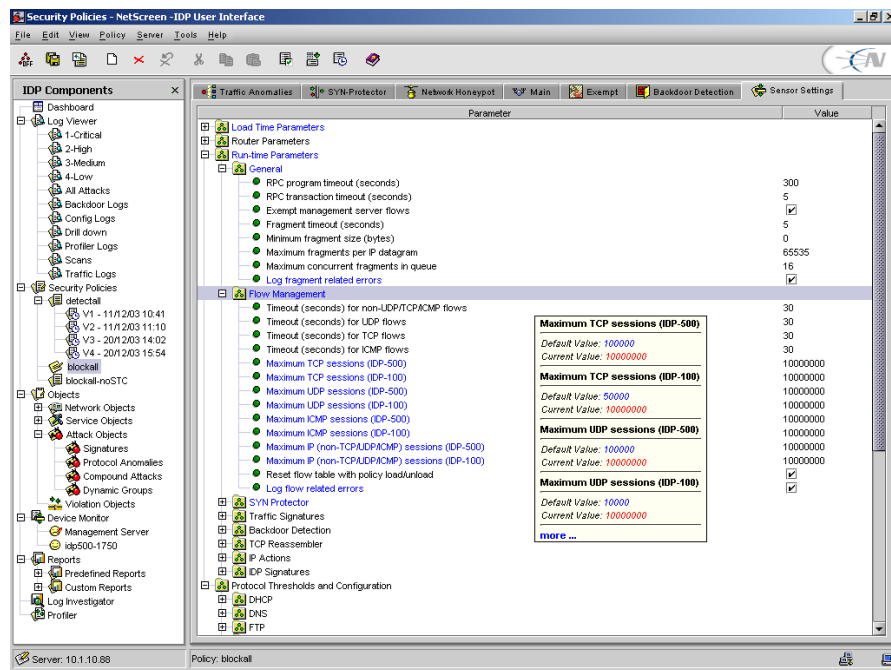 Security Policies - NetScreen -IDP User Interface
File Edit View Policy Server Tools Help
OFF
IDP Components ×
Dashboard
Log Viewer
1-Critical
2-High
3-Medium
4-Low
All Attacks
Backdoor Logs
Config Logs
Drill down
Profiler Logs
Scans
Traffic Logs
Security Policies
detectall
V1 - 11/12/03 10:41
V2 - 11/12/03 11:10
V3 - 20/12/03 14:02
V4 - 20/12/03 15:54
blockall
blockall-noSTC
Objects
Network Objects
Service Objects
Attack Objects
Signatures
Protocol Anomalies
Compound Attacks
Dynamic Groups
Violation Objects
Device Monitor
Management Server
idp500-1750
Reports
Predefined Reports
Custom Reports
Log Investigator
Profiler
Traffic Anomalies SYN-Protector Network Honeypot Main Exempt Backdoor Detection Sensor Settings
Parameter Value
Load Time Parameters
Router Parameters
Run-time Parameters
General
RPC program timeout (seconds) 300
RPC transaction timeout (seconds) 5
Exempt management server flows
Fragment timeout (seconds) 5
Minimum fragment size (bytes) 0
Maximum fragments per IP datagram 65535
Maximum concurrent fragments in queue 16
Log fragment related errors
Flow Management
Timeout (seconds) for non-UDP/TCP/ICMP flows 30
Timeout (seconds) for UDP flows 30
Timeout (seconds) for TCP flows 30
Timeout (seconds) for ICMP flows 30
Maximum TCP sessions (IDP-500) 10000000
Maximum TCP sessions (IDP-100) 10000000
Maximum UDP sessions (IDP-500) 10000000
Maximum UDP sessions (IDP-100) 10000000
Maximum ICMP sessions (IDP-500) 10000000
Maximum ICMP sessions (IDP-100) 10000000
Maximum IP (non-TCP/UDP/ICMP) sessions (IDP-500) 10000000
Maximum IP (non-TCP/UDP/ICMP) sessions (IDP-100) 10000000
Reset flow table with policy load/unload
Log flow related errors
SYN Protector
Traffic Signatures
Backdoor Detection
TCP Reassembler
IP Actions
IDP Signatures
Protocol Thresholds and Configuration
DHCP
DNS
FTP
Maximum TCP sessions (IDP-500)
Default Value: 100000
Current Value: 10000000
Maximum TCP sessions (IDP-100)
Default Value: 50000
Current Value: 10000000
Maximum UDP sessions (IDP-500)
Default Value: 100000
Current Value: 10000000
Maximum UDP sessions (IDP-100)
Default Value: 10000
Current Value: 10000000
more ...
Server: 10.1.10.88 Policy: blockall